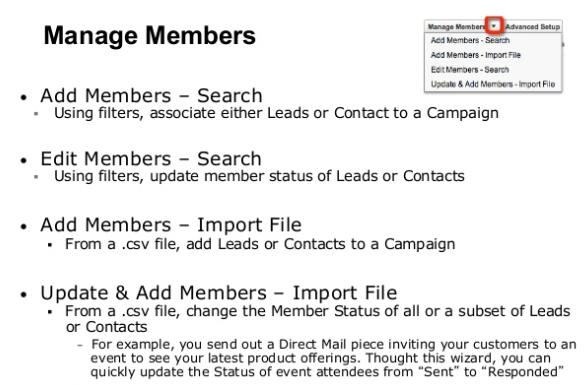 Manage Members
Manage Members Advanced Setup
Add Members - Search
Add Members - Import File
Edit Members - Search
Update & Add Members - Import File
• Add Members – Search
▪ Using filters, associate either Leads or Contact to a Campaign
• Edit Members – Search
▪ Using filters, update member status of Leads or Contacts
• Add Members – Import File
▪ From a .csv file, add Leads or Contacts to a Campaign
• Update & Add Members – Import File
▪ From a .csv file, change the Member Status of all or a subset of Leads
or Contacts
– For example, you send out a Direct Mail piece inviting your customers to an
event to see your latest product offerings. Thought this wizard, you can
quickly update the Status of event attendees from “Sent” to “Responded”